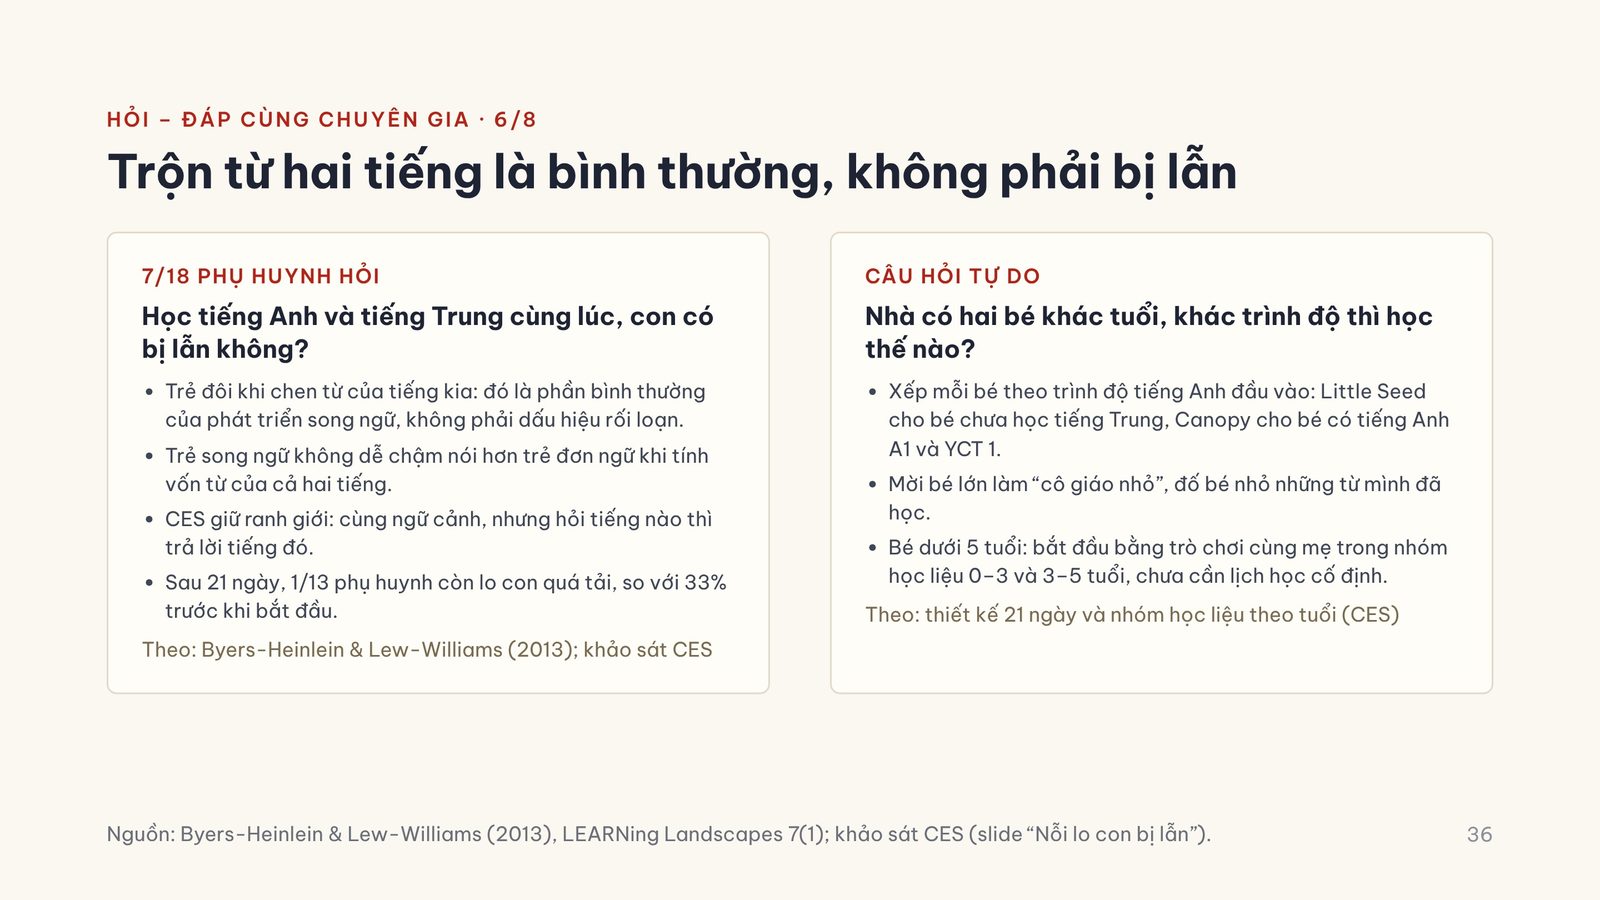 HỎI – ĐÁP CÙNG CHUYÊN GIA · 6/8
Trộn từ hai tiếng là bình thường, không phải bị lẫn
7/18 PHỤ HUYNH HỎI
Học tiếng Anh và tiếng Trung cùng lúc, con có
bị lẫn không?
• Trẻ đôi khi chen từ của tiếng kia: đó là phần bình thường
của phát triển song ngữ, không phải dấu hiệu rối loạn.
• Trẻ song ngữ không dễ chậm nói hơn trẻ đơn ngữ khi tính
vốn từ của cả hai tiếng.
• CES giữ ranh giới: cùng ngữ cảnh, nhưng hỏi tiếng nào thì
trả lời tiếng đó.
• Sau 21 ngày, 1/13 phụ huynh còn lo con quá tải, so với 33%
trước khi bắt đầu.
Theo: Byers-Heinlein & Lew-Williams (2013); khảo sát CES
CÂU HỎI TỰ DO
Nhà có hai bé khác tuổi, khác trình độ thì học
thế nào?
• Xếp mỗi bé theo trình độ tiếng Anh đầu vào: Little Seed
cho bé chưa học tiếng Trung, Canopy cho bé có tiếng Anh
A1 và YCT 1.
• Mời bé lớn làm “cô giáo nhỏ”, đố bé nhỏ những từ mình đã
học.
• Bé dưới 5 tuổi: bắt đầu bằng trò chơi cùng mẹ trong nhóm
học liệu 0–3 và 3–5 tuổi, chưa cần lịch học cố định.
Theo: thiết kế 21 ngày và nhóm học liệu theo tuổi (CES)
Nguồn: Byers-Heinlein & Lew-Williams (2013), LEARNing Landscapes 7(1); khảo sát CES (slide “Nỗi lo con bị lẫn”).
36